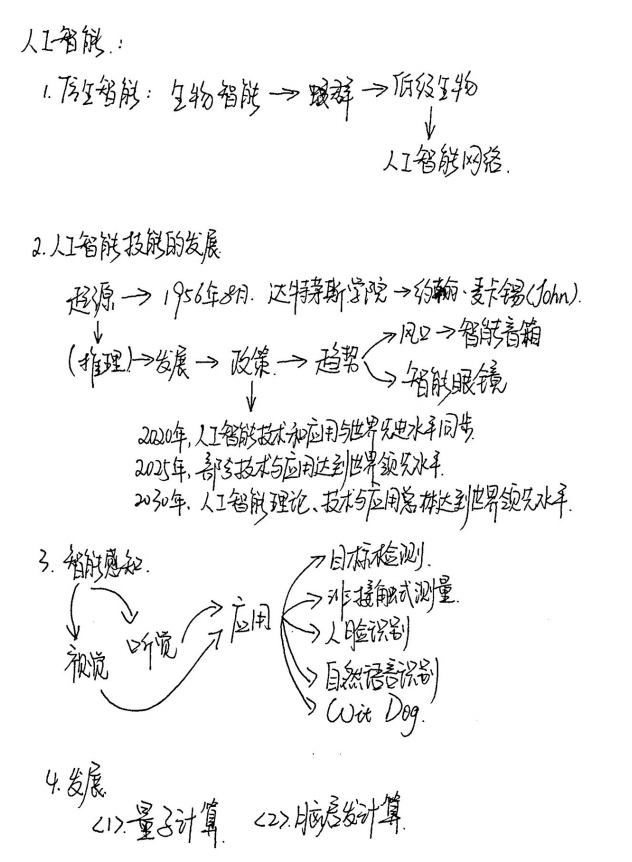 人工智能:
1.仿生智能: 生物智能→蚁群→低级生物
人工智能网络.
2.人工智能技能的发展
起源→1956年8月. 达特莱斯学院→约翰·麦卡锡(John).
(推理)→发展→政策→趋势 风口→智能音箱
智能眼镜
2020年,人工智能技术和应用与世界先进水平同步.
2025年,部分技术与应用达到世界领先水平.
2030年、人工智能理论、技术与应用总体达到世界领先水平.
3.智能感知.
目标检测.
非接触式测量.
视觉 听觉 应用 人脸识别
自然语言识别
Wit Dog.
4.发展.
<1>.量子计算. <2>.脑启发计算.